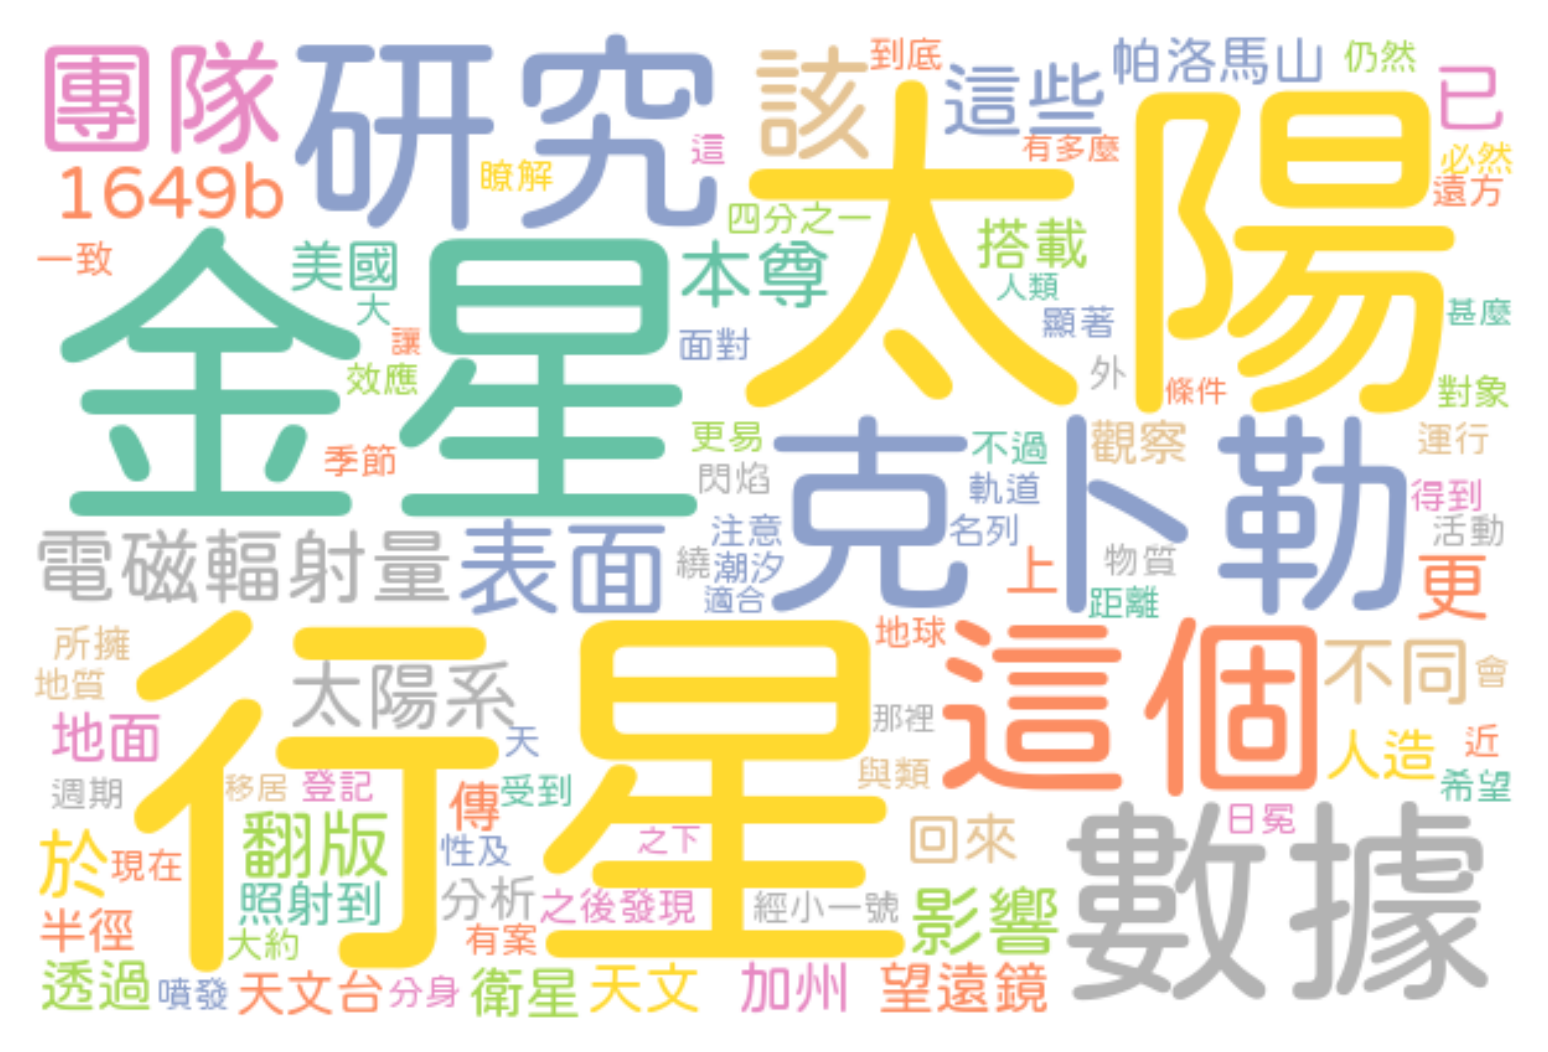 團隊
研究
該
到底
這些
帕洛馬山
仍然
已
1649b
瞭解
這
太陽
有多麼
必然
遠方
一致
金星
美國
大
讓
效應
季節
本尊
四分之一
面對
搭載
人類
顯著
外
條件
甚麼
對象
更易
閃焰
克卜勒
不過
軌道
名列
觀察
運行
得到
活動
電磁輻射量
表面
注意
繞
潮汐
適合
上
物質
距離
更
所擁
地質
行星
太陽系
天
地球
這個
不同
會
地面
那裡
與類
人造
近
希望
週期
移居
登記
傳
受到
翻版
性及
之下
回來
日冕
數據
於
現在
照射到
分析
之後發現
經小一號
影響
半徑
大約
有案
透過
噴發
天文台
分身
衛星
天文
加州
望遠鏡